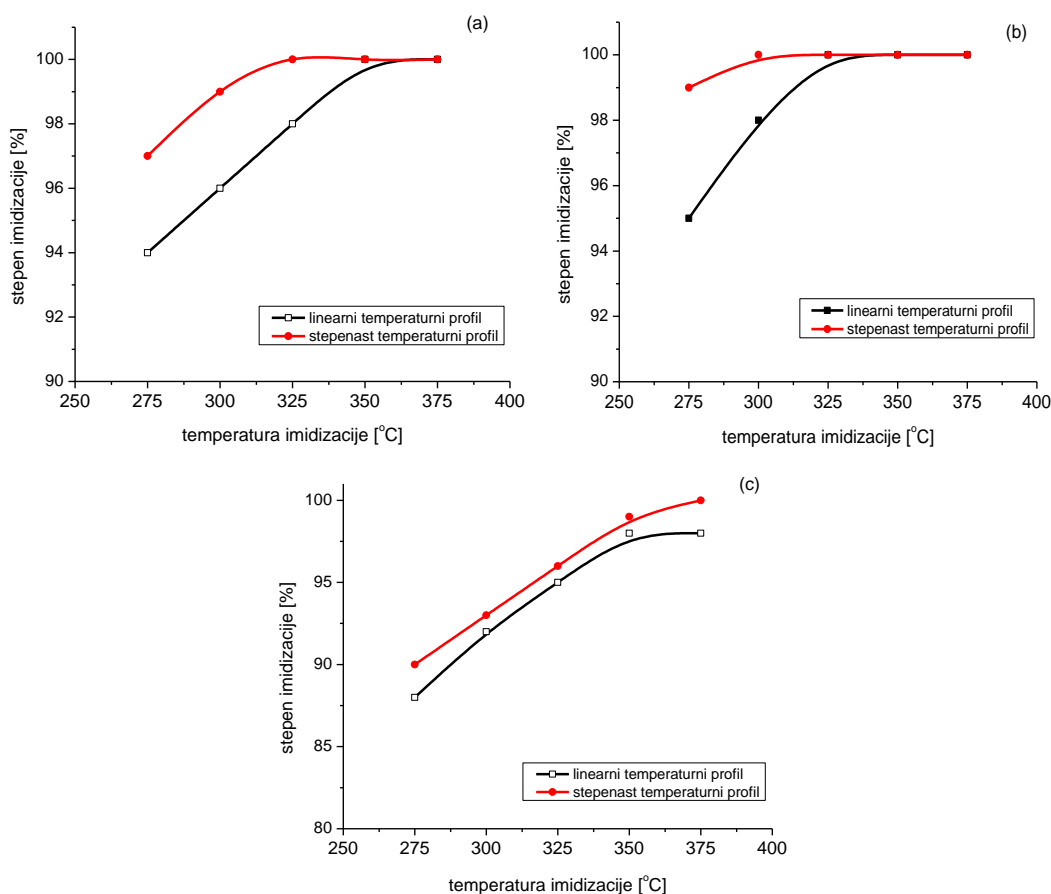 (a)
stepen imidizacije [%]
100
98
96
94
92
90
250 275 300 325 350 375 400
temperatura imidizacije [°C]
linearni temperaturni profil
stepenast temperaturni profil
(b)
stepen imidizacije [%]
100
98
96
94
92
90
250 275 300 325 350 375 400
temperatura imidizacije [°C]
linearni temperaturni profil
stepenast temperaturni profil
(c)
stepen imidizacije [%]
100
95
90
85
80
250 275 300 325 350 375 400
temperatura imidizacije [°C]
linearni temperaturni profil
stepenast temperaturni profil